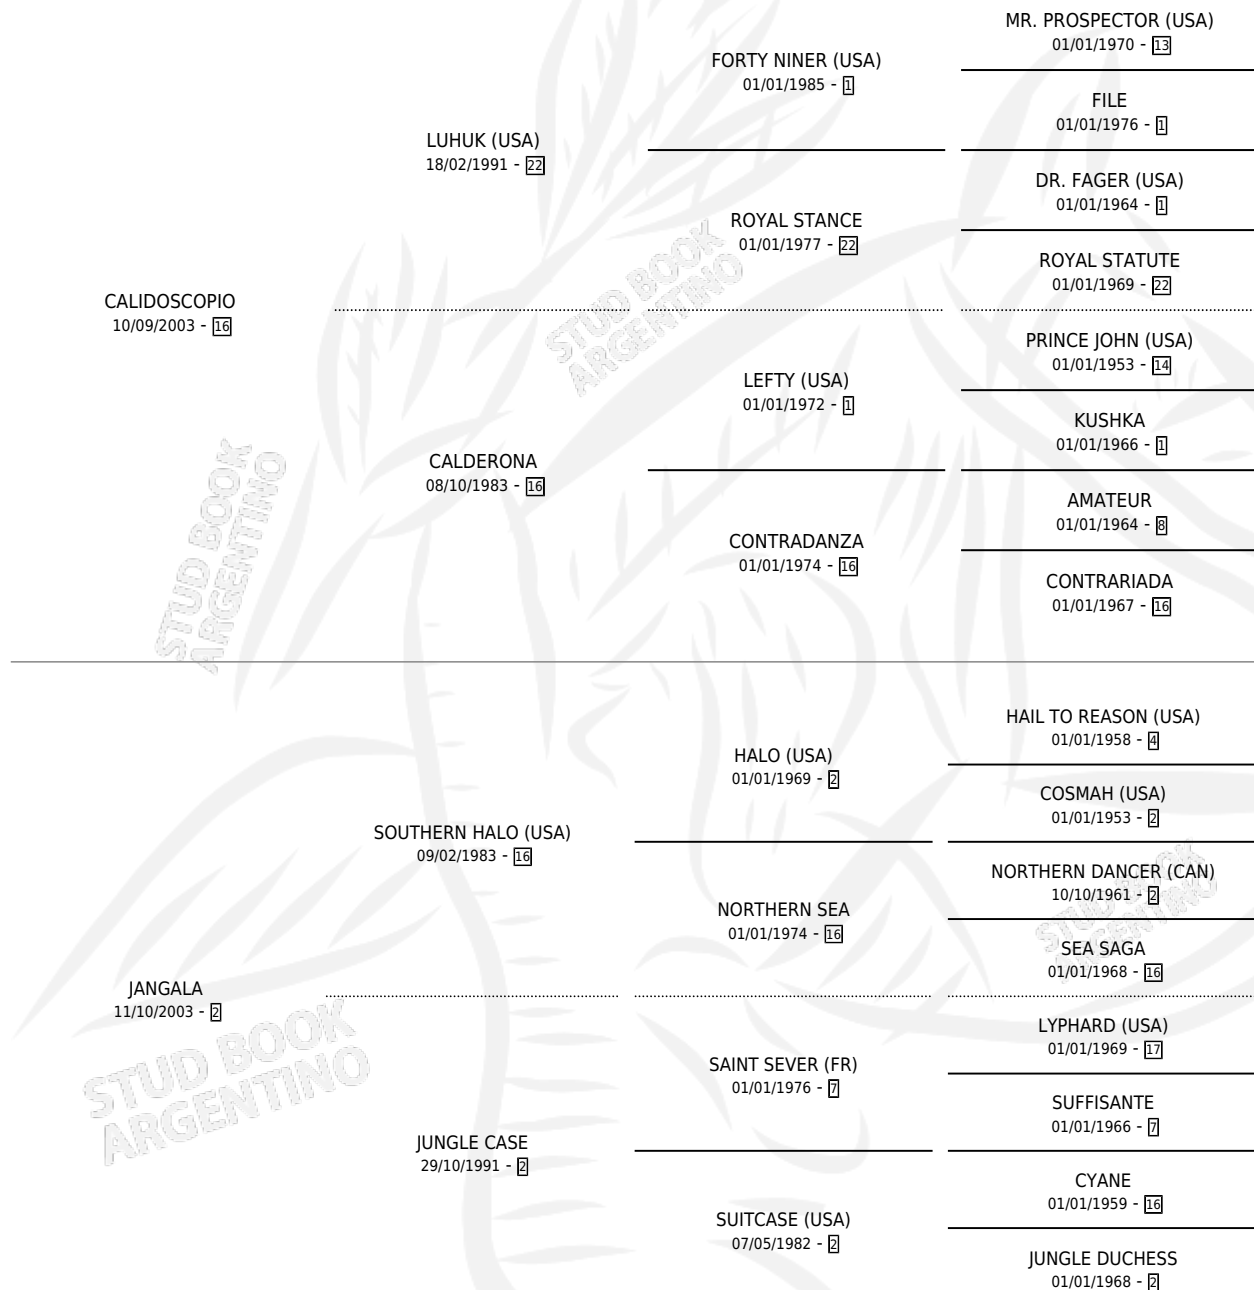 MR. PROSPECTOR (USA)
01/01/1970 - 13
FORTY NINER (USA)
01/01/1985 - 1
FILE
01/01/1976 - 1
LUHUK (USA)
18/02/1991 - 22
DR. FAGER (USA)
01/01/1964 - 1
ROYAL STANCE
01/01/1977 - 22
ROYAL STATUTE
01/01/1969 - 22
CALIDOSCOPIO
10/09/2003 - 16
STUD BOOK
ARGENTINO
PRINCE JOHN (USA)
01/01/1953 - 14
LEFTY (USA)
01/01/1972 - 1
KUSHKA
01/01/1966 - 1
CALDERONA
08/10/1983 - 16
AMATEUR
01/01/1964 - 8
CONTRADANZA
01/01/1974 - 16
CONTRARIADA
01/01/1967 - 16
STUD BOOK
ARGENTINO
HAIL TO REASON (USA)
01/01/1958 - 4
HALO (USA)
01/01/1969 - 2
COSMAH (USA)
01/01/1953 - 2
SOUTHERN HALO (USA)
09/02/1983 - 16
NORTHERN DANCER (CAN)
10/10/1961 - 2
STUD BOOK
ARGENTINO
NORTHERN SEA
01/01/1974 - 16
SEA SAGA
01/01/1968 - 16
JANGALA
11/10/2003 - 2
STUD BOOK
ARGENTINO
LYPHARD (USA)
01/01/1969 - 17
SAINT SEVER (FR)
01/01/1976 - 7
SUFFISANTE
01/01/1966 - 7
JUNGLE CASE
29/10/1991 - 2
CYANE
01/01/1959 - 16
SUITCASE (USA)
07/05/1982 - 2
JUNGLE DUCHESS
01/01/1968 - 2